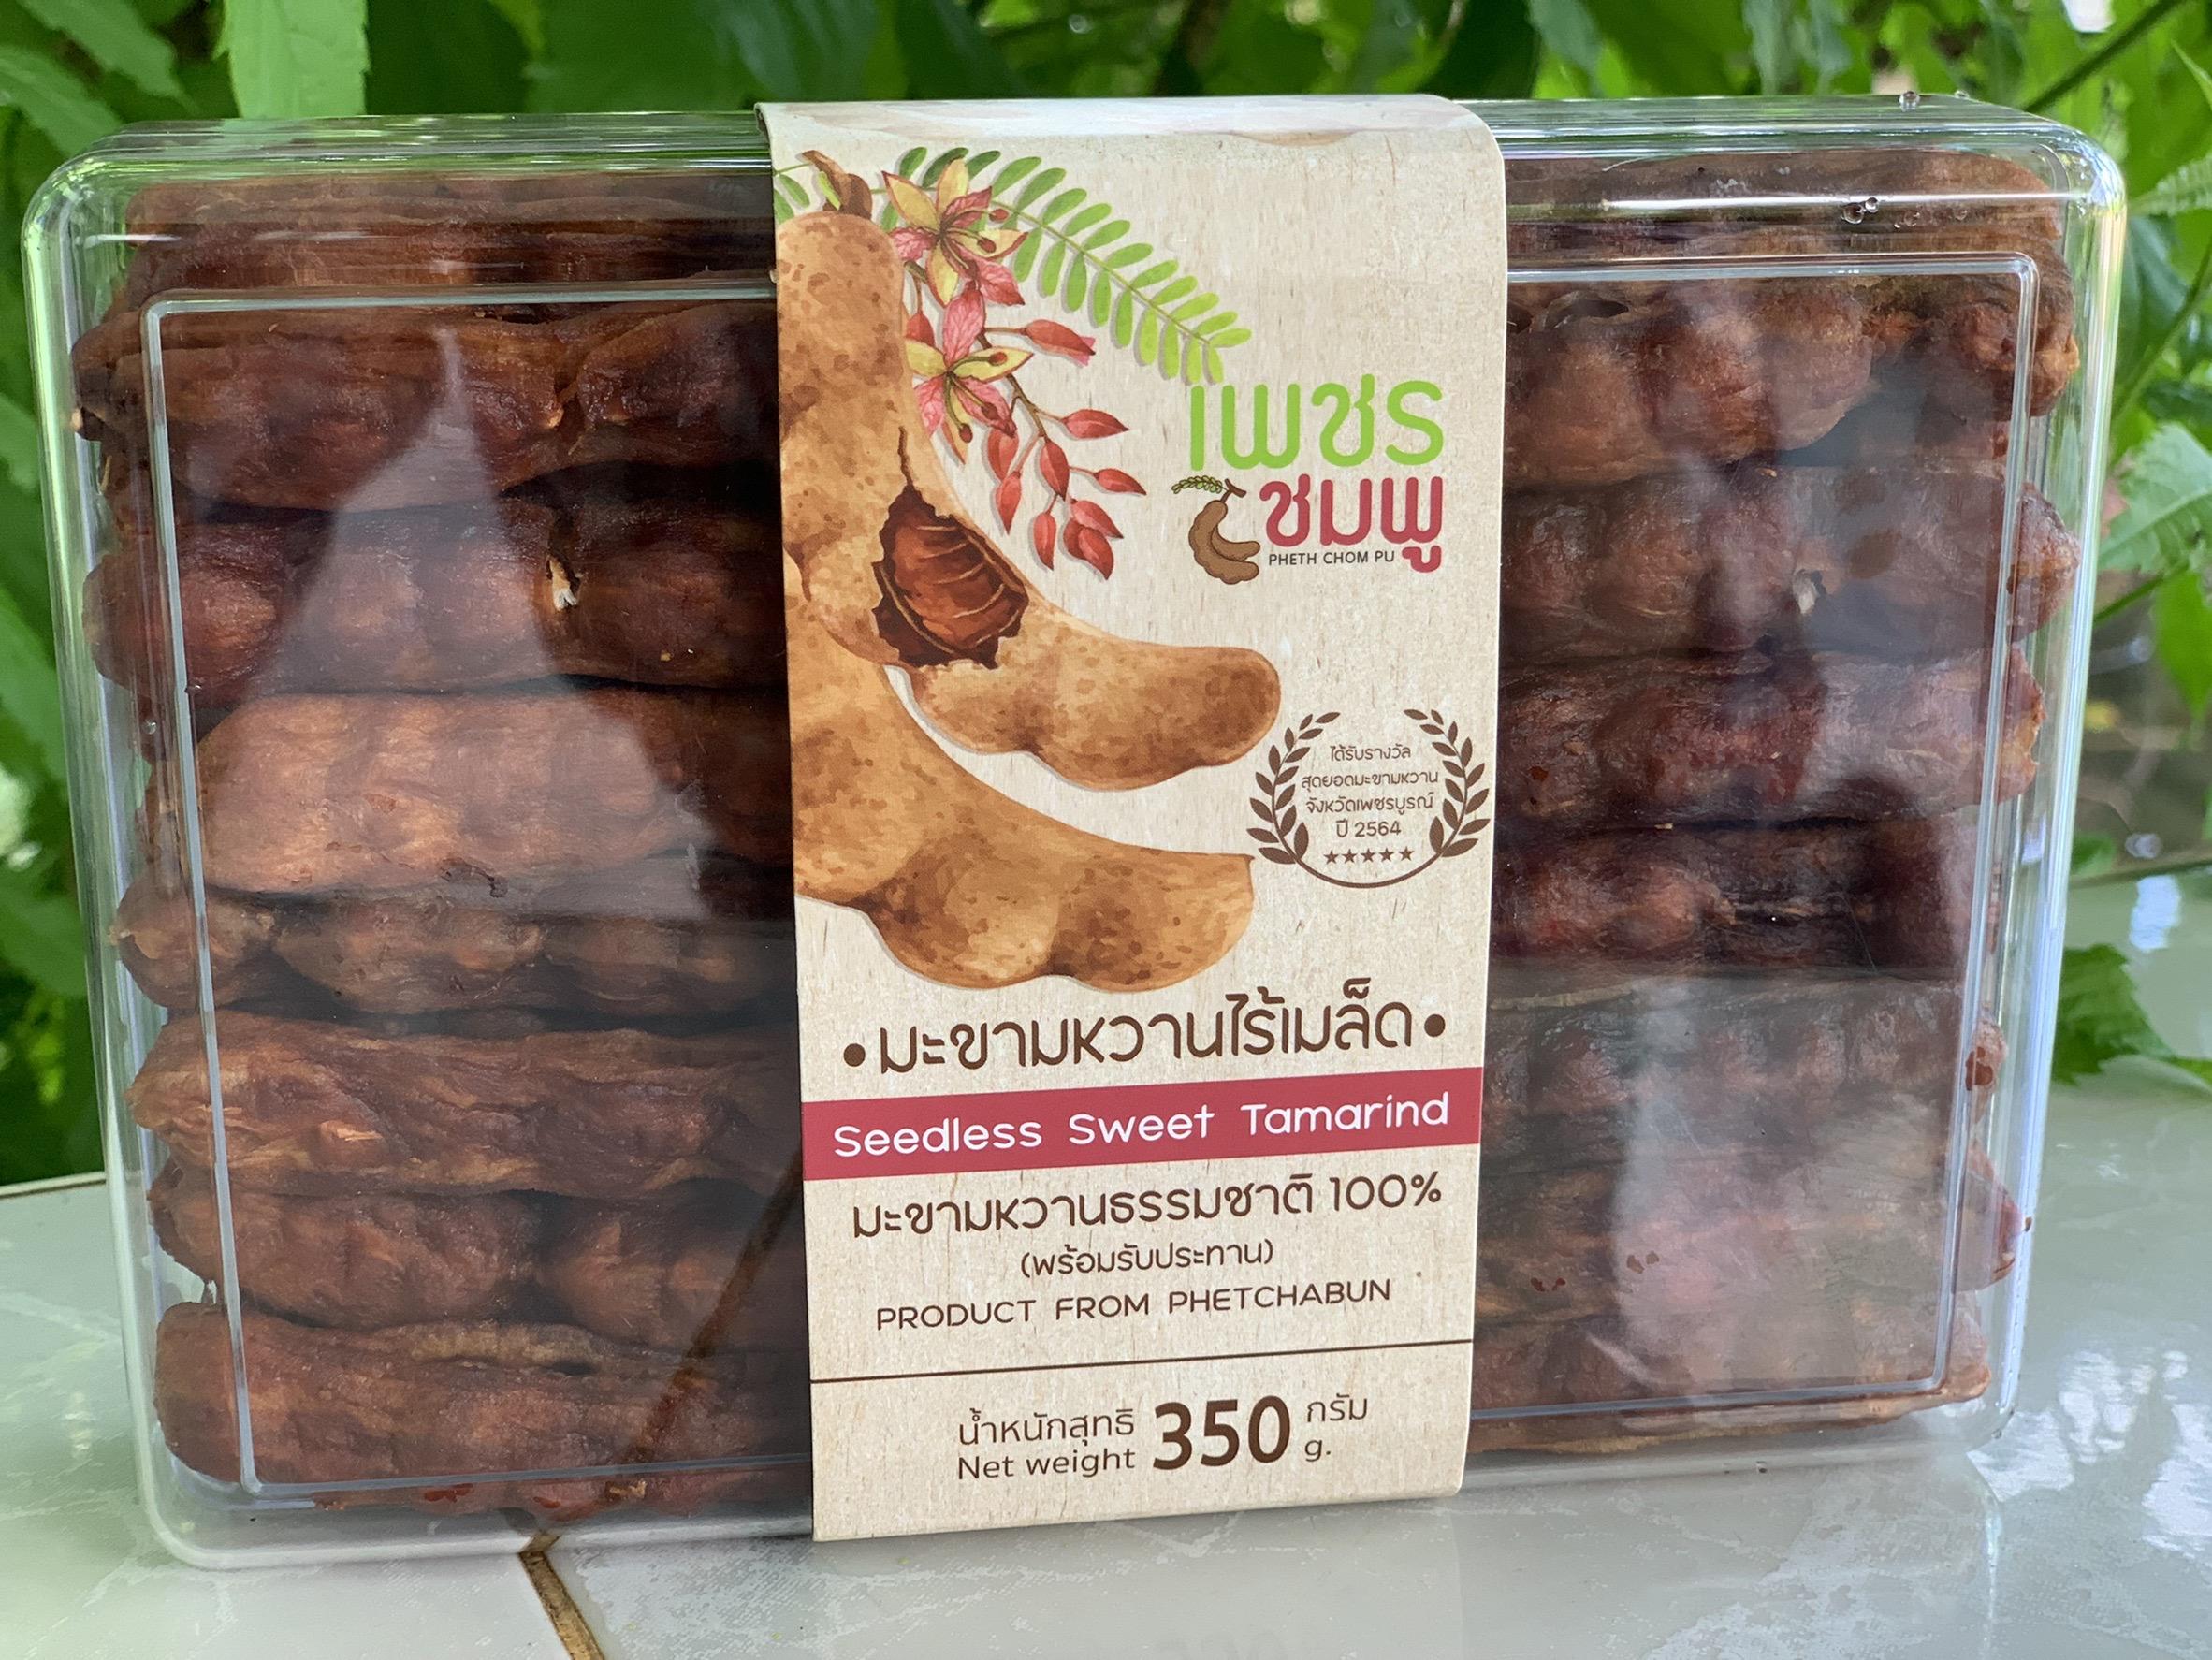 เพชร
ชมพู
PHETH CHOM PU
ได้รับรางวัล
สุดยอดมะขามหวาน
จังหวัดเพชรบูรณ์
ปี 2564
•มะขามหวานไร้เมล็ด•
Seedless Sweet Tamarind
มะขามหวานธรรมชาติ 100%
(พร้อมรับประทาน)
PRODUCT FROM PHETCHABUN
น้ำหนักสุทธิ 350 กรัม
Net weight g.